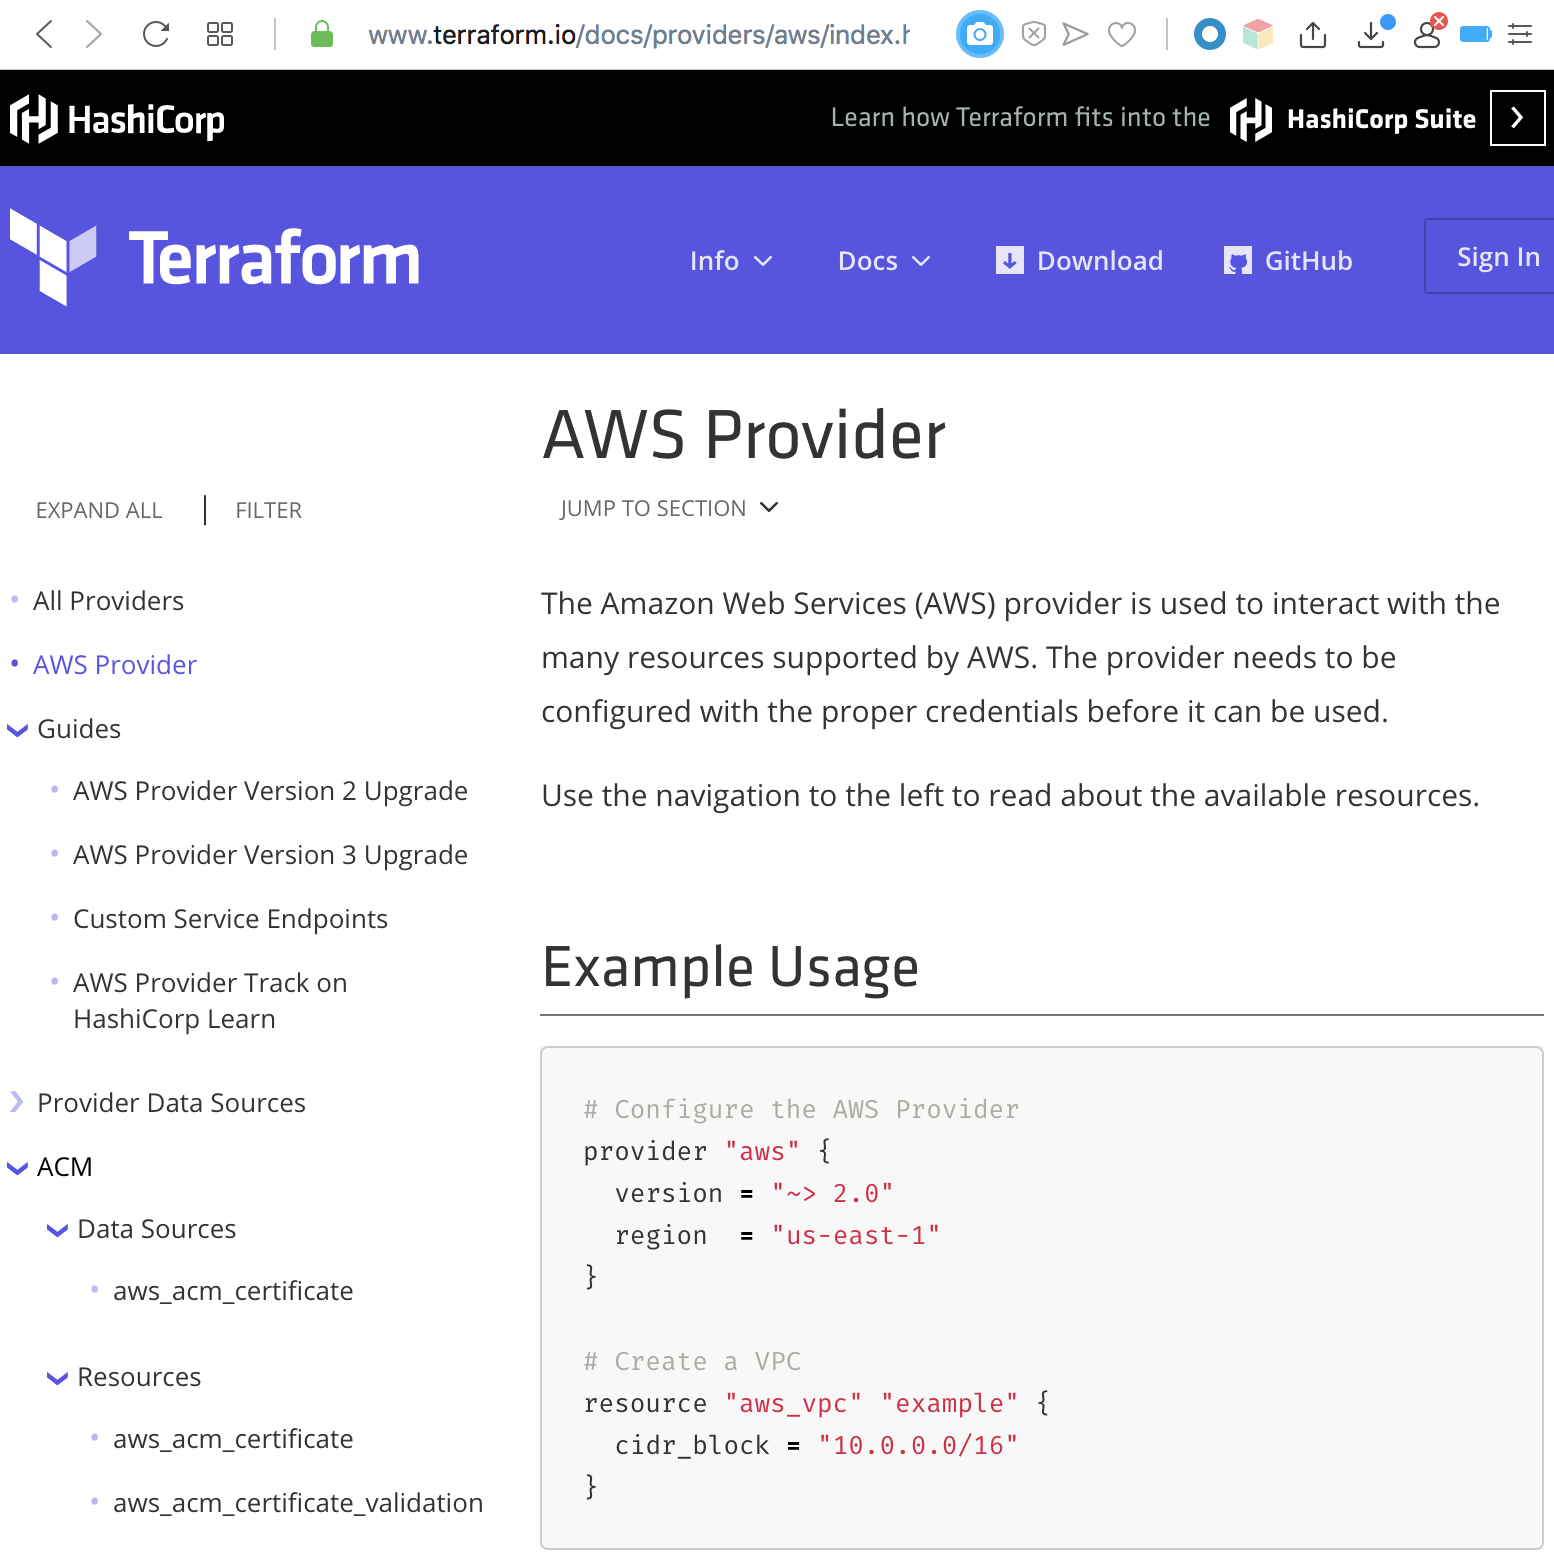 www.terraform.io/docs/providers/aws/index.h
HashiCorp
Learn how Terraform fits into the HashiCorp Suite
Terraform
Info
Docs
Download
GitHub
Sign In
AWS Provider
EXPAND ALL | FILTER
JUMP TO SECTION
All Providers
AWS Provider
Guides
AWS Provider Version 2 Upgrade
AWS Provider Version 3 Upgrade
Custom Service Endpoints
AWS Provider Track on
HashiCorp Learn
Provider Data Sources
ACM
Data Sources
aws_acm_certificate
Resources
aws_acm_certificate
aws_acm_certificate_validation
The Amazon Web Services (AWS) provider is used to interact with the
many resources supported by AWS. The provider needs to be
configured with the proper credentials before it can be used.
Use the navigation to the left to read about the available resources.
Example Usage
# Configure the AWS Provider
provider "aws" {
  version = "~> 2.0"
  region  = "us-east-1"
}
# Create a VPC
resource "aws_vpc" "example" {
  cidr_block = "10.0.0.0/16"
}